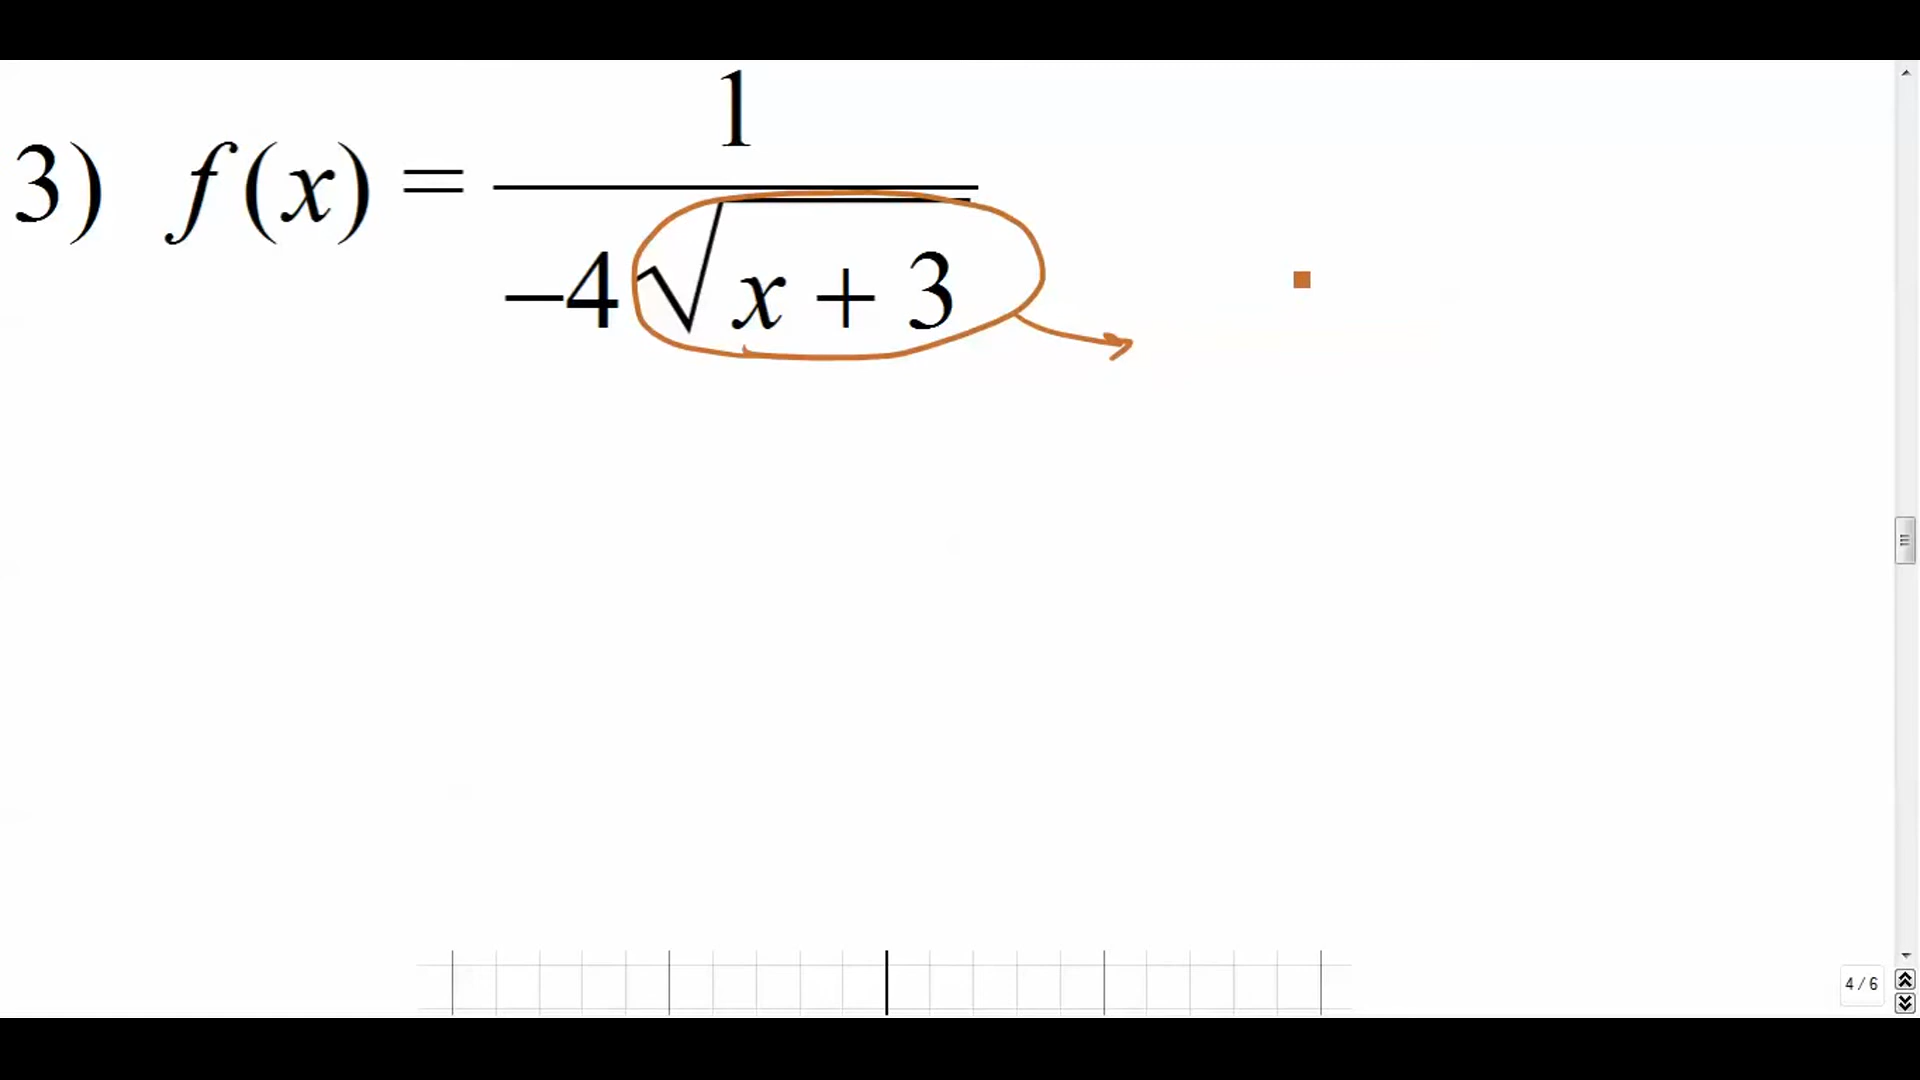 3) f(x) = 1 / −4√x + 3
4 / 6